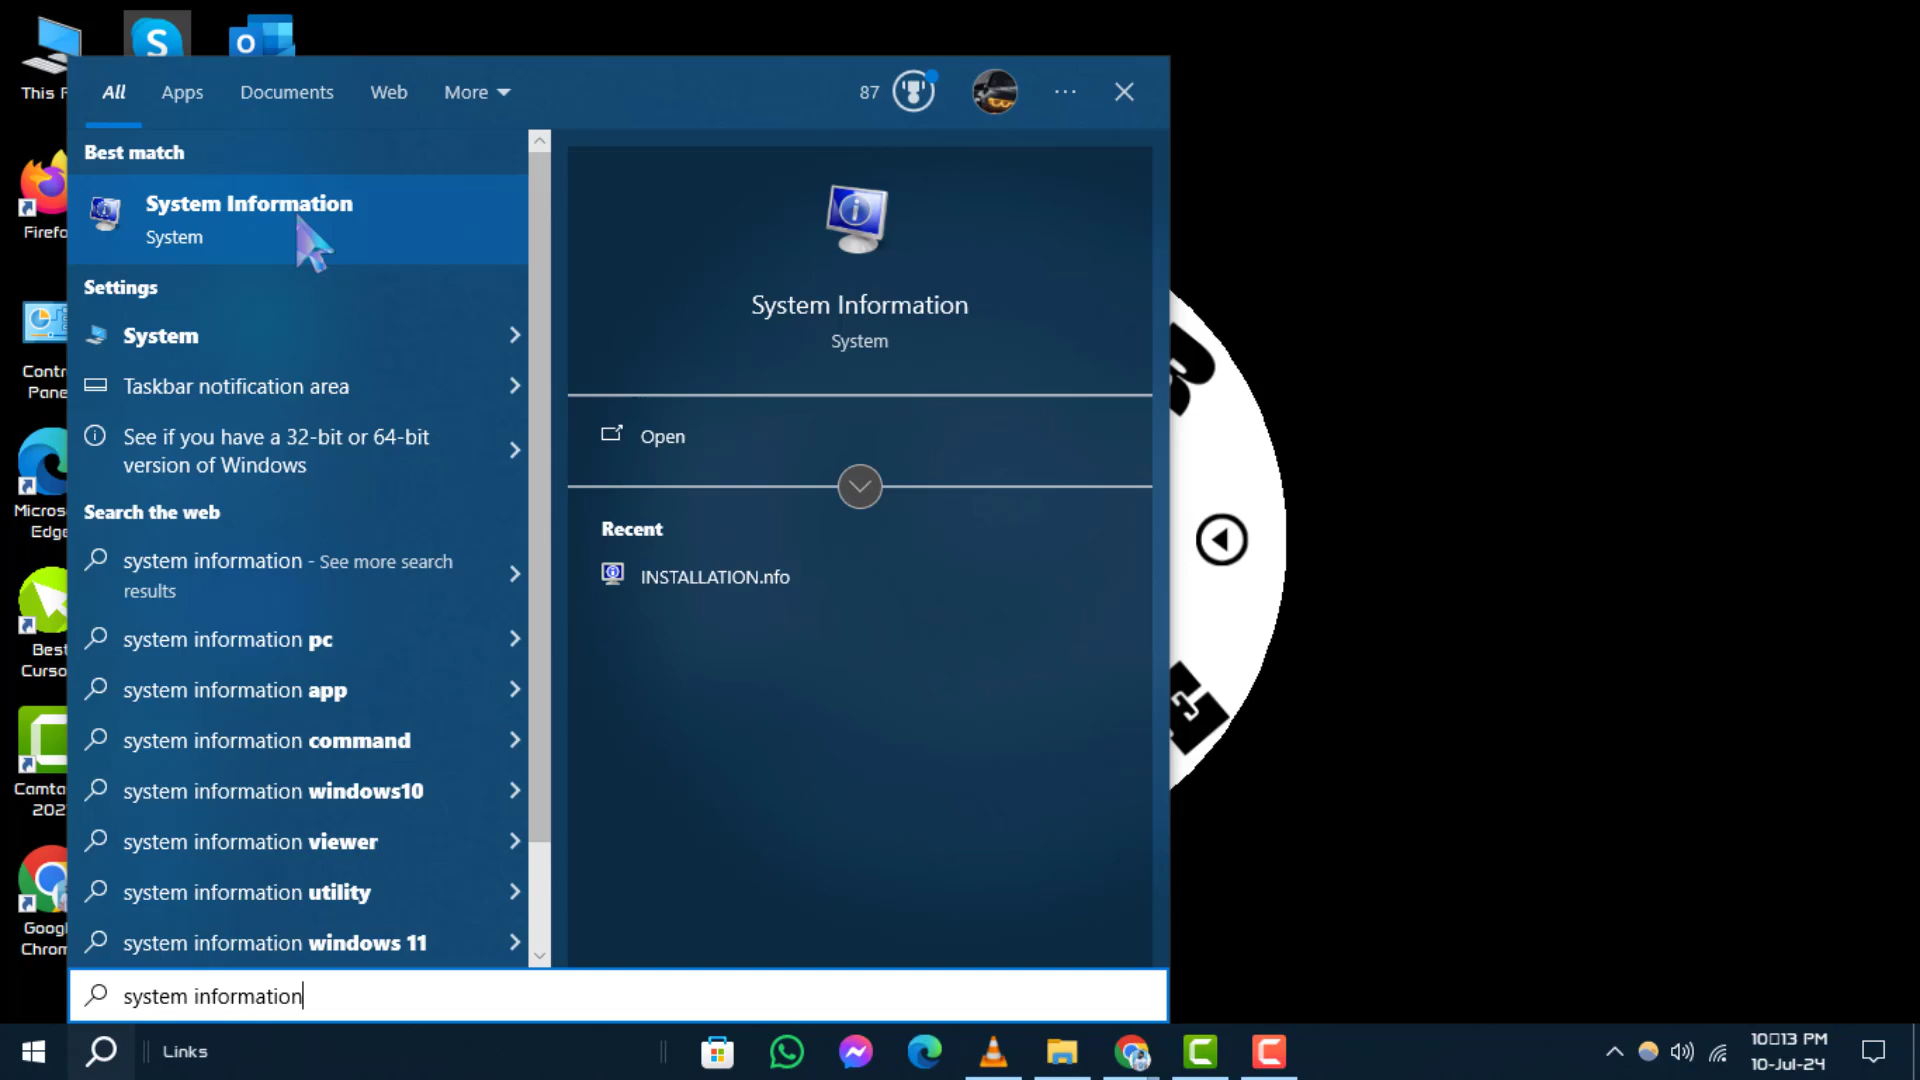 This
Firefo
Contr
Pane
Micros
Edge
Best
Curso
Camta
202
Goog
Chrom
S
O
All
Apps
Documents
Web
More
87
Best match
System Information
System
Settings
System
Taskbar notification area
See if you have a 32-bit or 64-bit
version of Windows
Search the web
system information - See more search
results
system information pc
system information app
system information command
system information windows10
system information viewer
system information utility
system information windows 11
system information
System Information
System
Open
Recent
INSTALLATION.nfo
Links
10▯13 PM
10-Jul-24